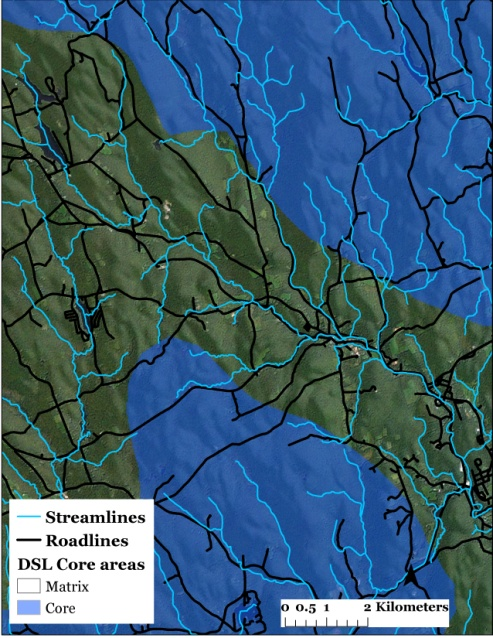 Streamlines
Roadlines
DSL Core areas
Matrix
Core
0 0.5 1 2 Kilometers